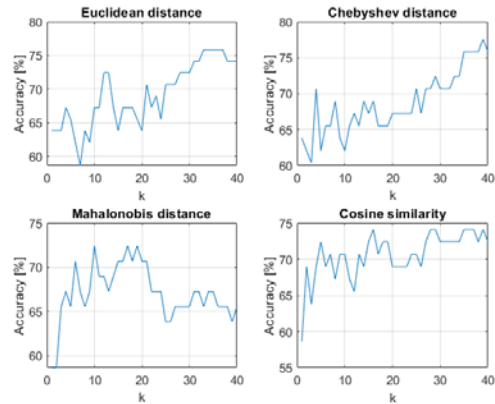 Euclidean distance
80
75
70
65
60
Accuracy [%]
0 10 20 30 40
k
Chebyshev distance
80
75
70
65
60
Accuracy [%]
0 10 20 30 40
k
Mahalonobis distance
75
70
65
60
Accuracy [%]
0 10 20 30 40
k
Cosine similarity
75
70
65
60
55
Accuracy [%]
0 10 20 30 40
k